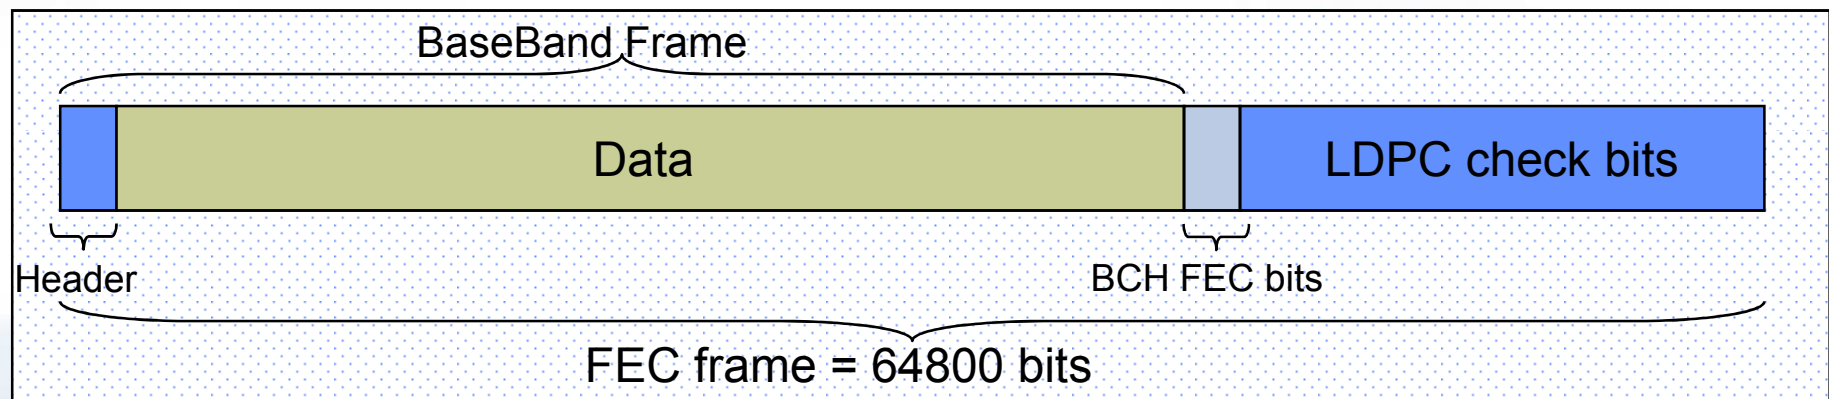 BaseBand Frame
Data
LDPC check bits
Header
BCH FEC bits
FEC frame = 64800 bits